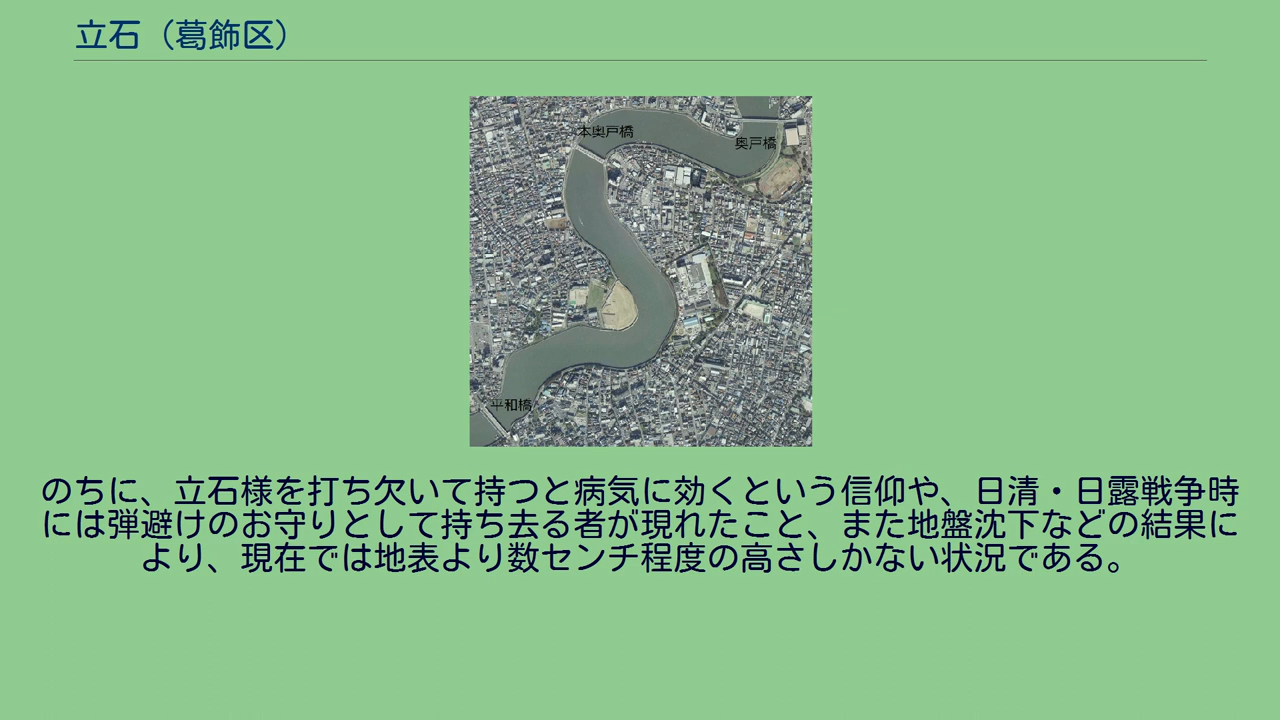 立石（葛飾区）
本奥戸橋
奥戸橋
平和橋
のちに、立石様を打ち欠いて持つと病気に効くという信仰や、日清・日露戦争時
には弾避けのお守りとして持ち去る者が現れたこと、また地盤沈下などの結果に
より、現在では地表より数センチ程度の高さしかない状況である。